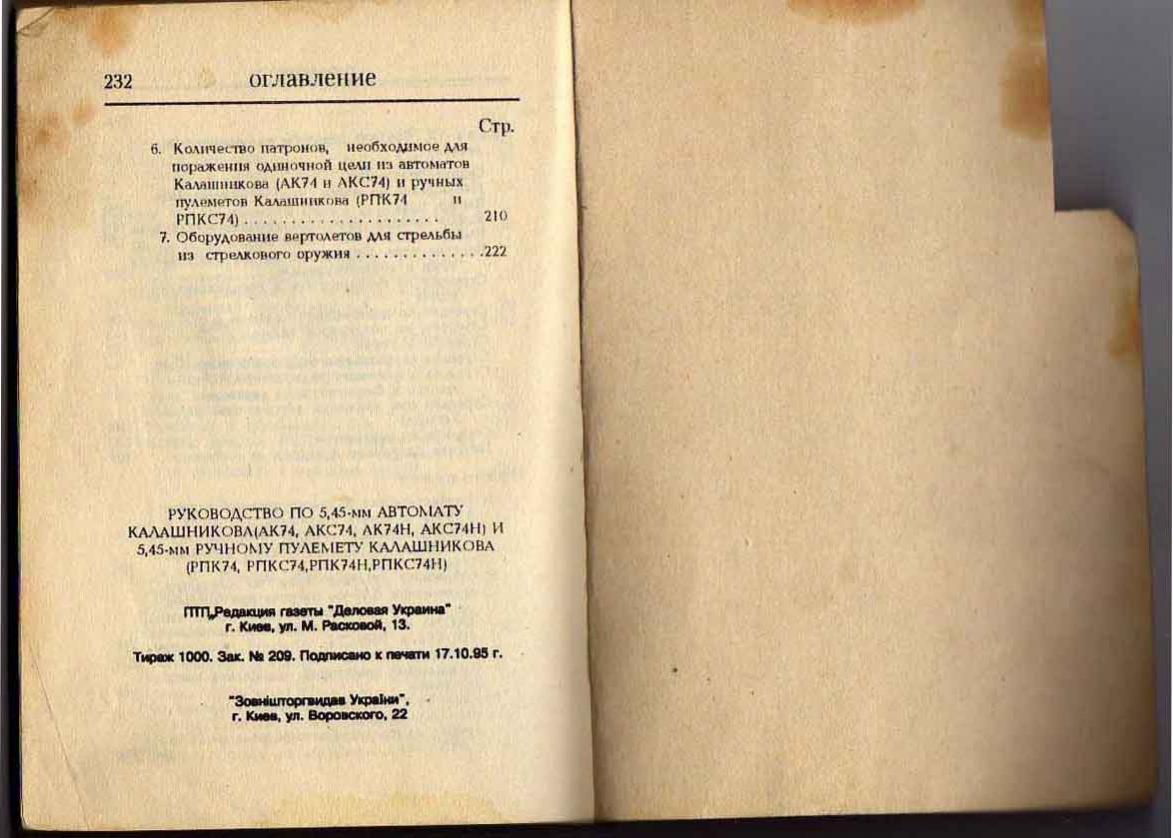 232 оглавление
Стр.
6. Количество патронов, необходимое для
поражения одиночной цели из автоматов
Калашникова (АК74 и АКС74) и ручных
пулеметов Калашникова (РПК74 и
РПКС74) . . . . . . . . . . . . . . . . . . . . . 210
7. Оборудование вертолетов для стрельбы
из стрелкового оружия . . . . . . . . . . . . . .222
РУКОВОДСТВО ПО 5,45-мм АВТОМАТУ
КАЛАШНИКОВА(АК74, АКС74, АК74Н, АКС74Н) И
5,45-мм РУЧНОМУ ПУЛЕМЕТУ КАЛАШНИКОВА
(РПК74, РПКС74,РПК74Н,РПКС74Н)
ПТП„Редакция газеты "Деловая Украина"
г. Киев, ул. М. Расковой, 13.
Тираж 1000. Зак. № 209. Подписано к печати 17.10.95 г.
"Зовнішторгвидав України",
г. Киев, ул. Воровского, 22